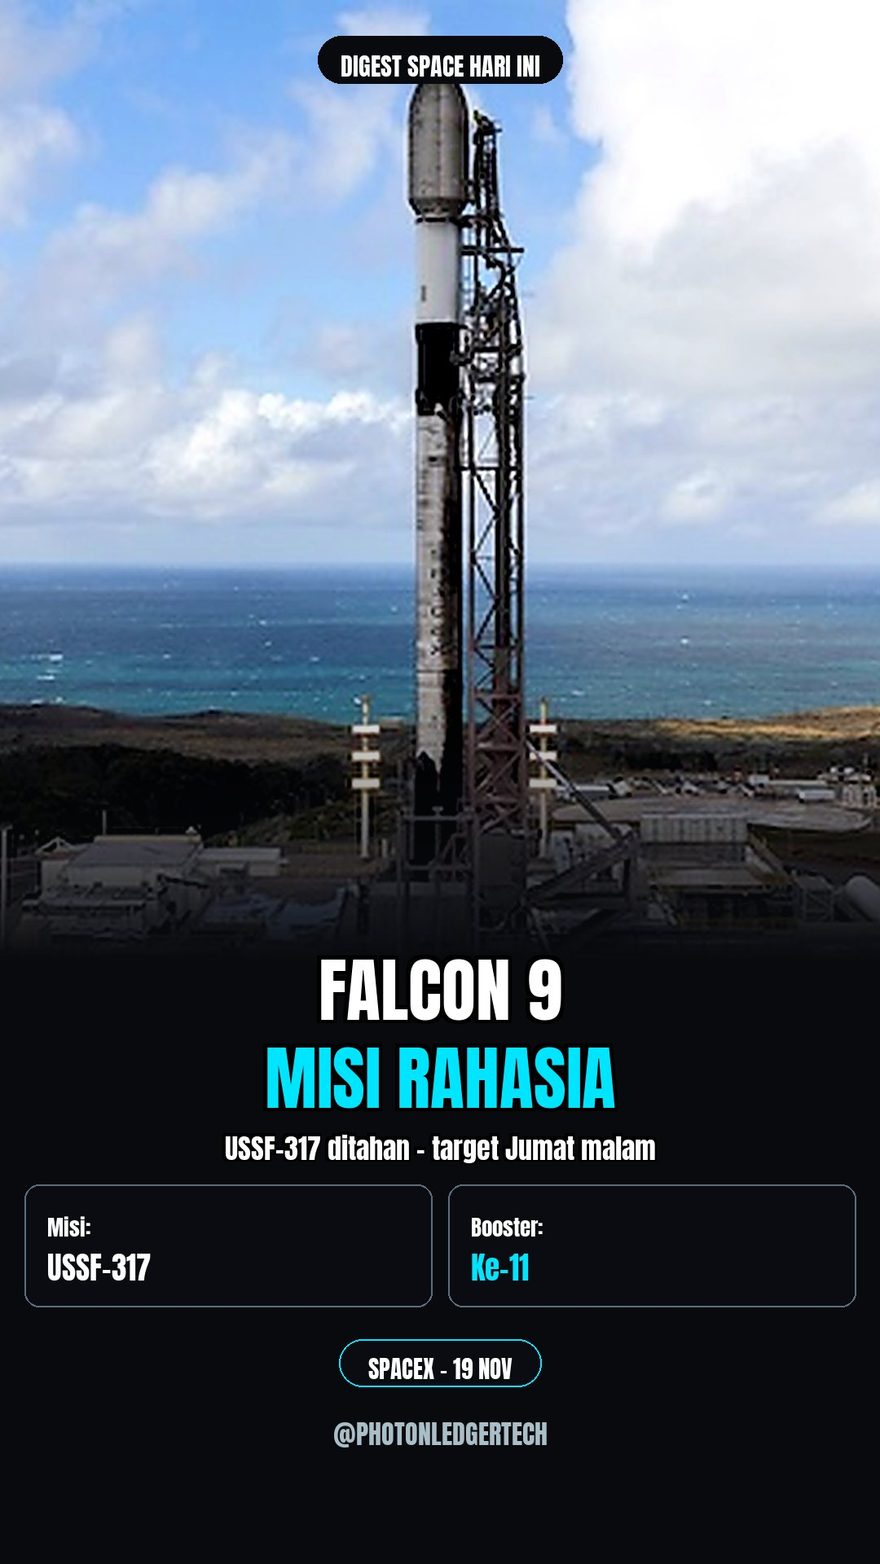 DIGEST SPACE HARI INI
FALCON 9
MISI RAHASIA
USSF-317 ditahan - target Jumat malam
Misi:
USSF-317
Booster:
Ke-11
SPACEX - 19 NOV
@PHOTONLEDGERTECH